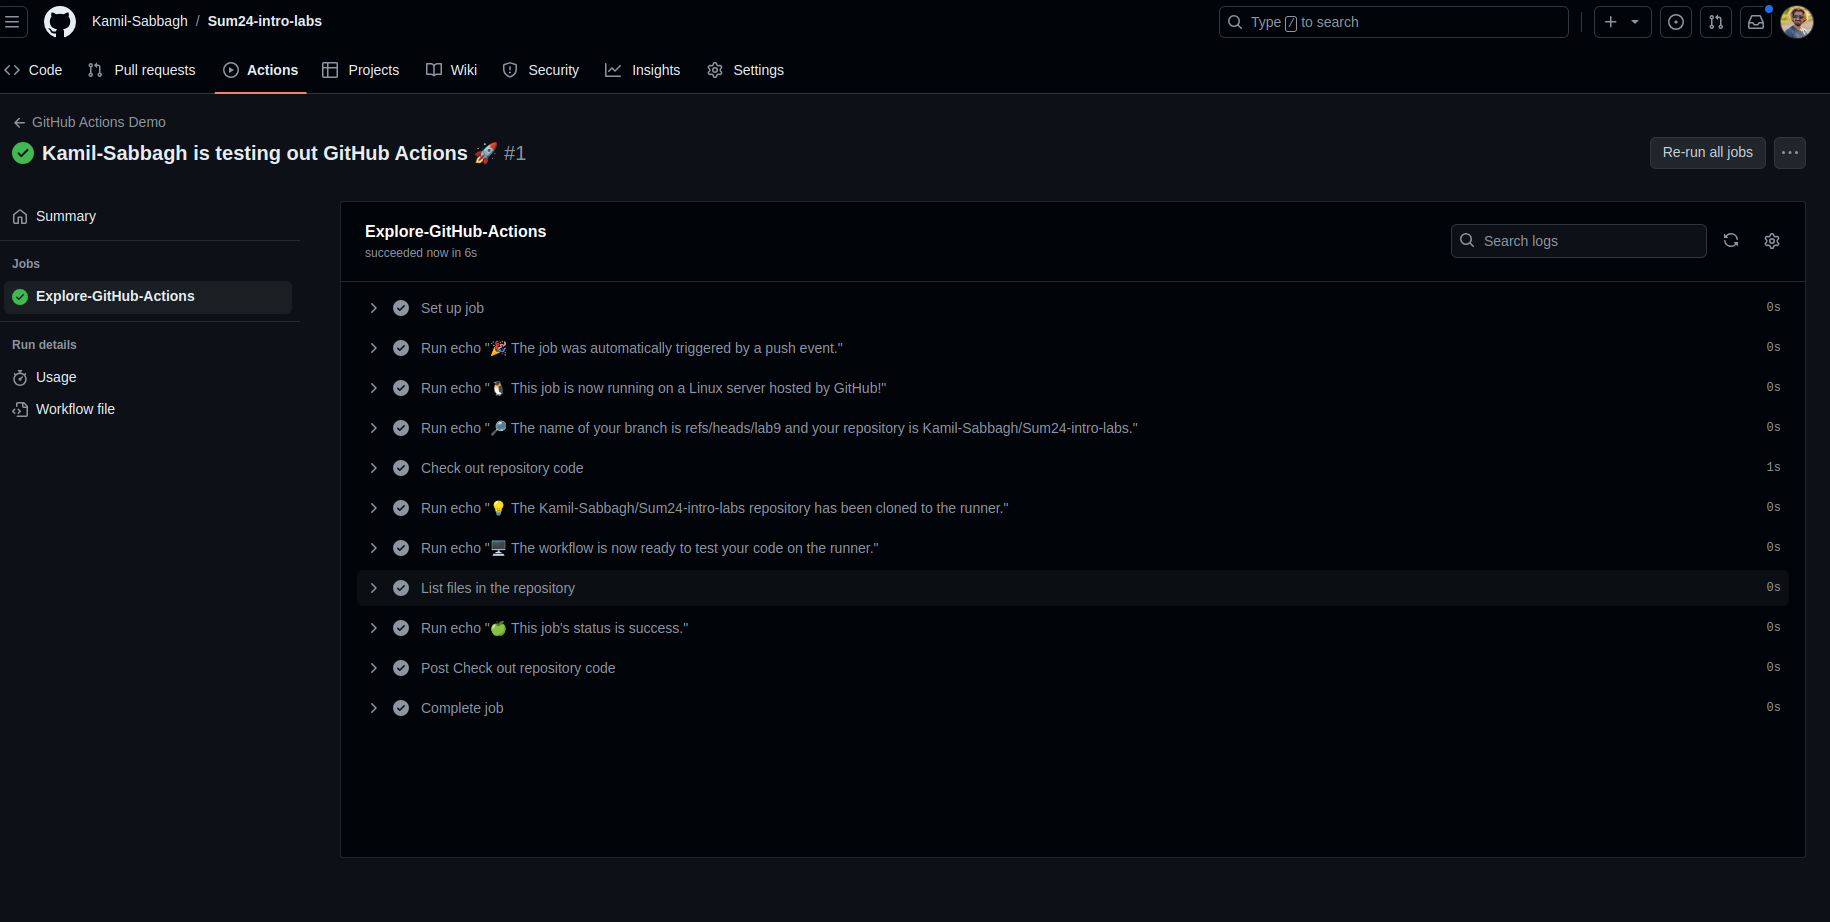 Kamil-Sabbagh / Sum24-intro-labs
Type / to search
Code Pull requests Actions Projects Wiki Security Insights Settings
GitHub Actions Demo
Kamil-Sabbagh is testing out GitHub Actions 🚀 #1
Re-run all jobs
Summary
Jobs
Explore-GitHub-Actions
Run details
Usage
Workflow file
Explore-GitHub-Actions
succeeded now in 6s
Search logs
Set up job 0s
Run echo "🎉 The job was automatically triggered by a push event." 0s
Run echo "🐧 This job is now running on a Linux server hosted by GitHub!" 0s
Run echo "🔎 The name of your branch is refs/heads/lab9 and your repository is Kamil-Sabbagh/Sum24-intro-labs." 0s
Check out repository code 1s
Run echo "💡 The Kamil-Sabbagh/Sum24-intro-labs repository has been cloned to the runner." 0s
Run echo "🖥️ The workflow is now ready to test your code on the runner." 0s
List files in the repository 0s
Run echo "🍏 This job's status is success." 0s
Post Check out repository code 0s
Complete job 0s